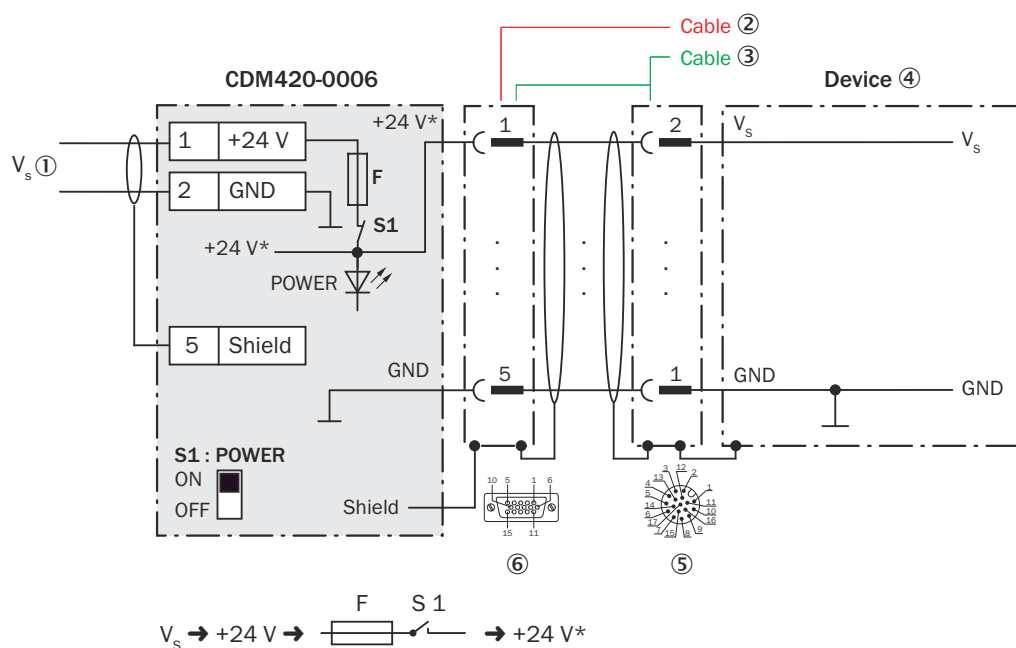 Cable ②
Cable ③
CDM420-0006
Device ④
+24 V*
1
2
Vs
Vs
1
+24 V
Vs ①
F
2
GND
S1
+24 V*
POWER
5
Shield
GND
5
1
GND
GND
S1 : POWER
ON
OFF
Shield
10 5 1 6
15 11
3 12 2
13
4
1
5
11
14
10
6
16
17
9
7 15 8
⑥
⑤
F S 1
Vs ➔ +24 V ➔ ➔ +24 V*